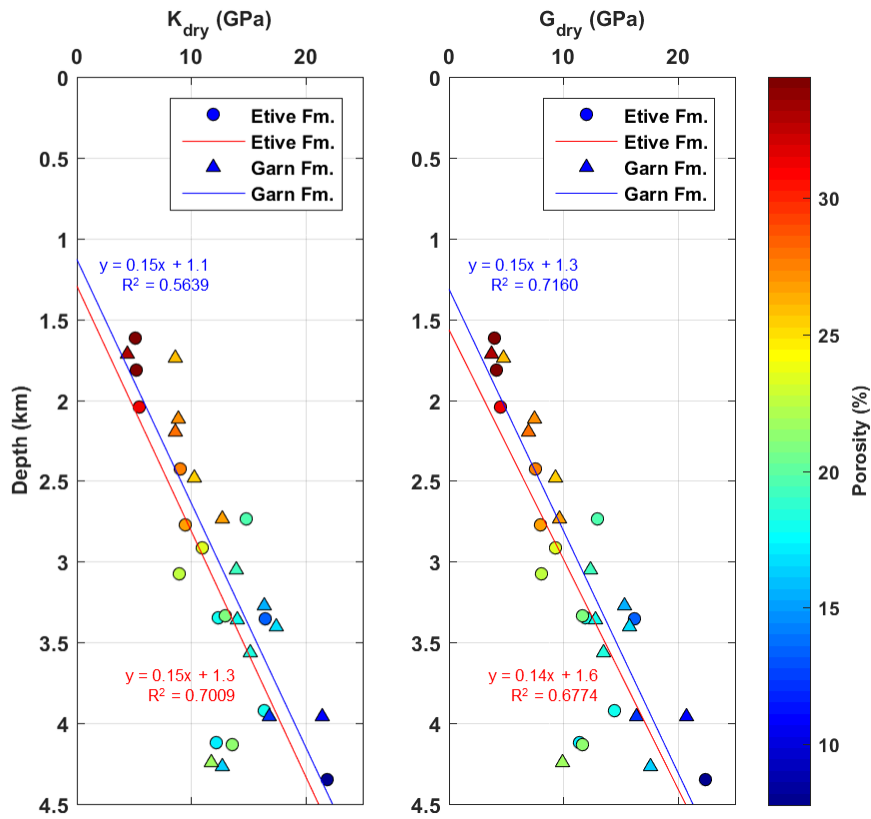 K_dry (GPa)
0 10 20
0
0.5
1
1.5
2
2.5
3
3.5
4
4.5
Depth (km)
Etive Fm.
Etive Fm.
Garn Fm.
Garn Fm.
y = 0.15x + 1.1
R² = 0.5639
y = 0.15x + 1.3
R² = 0.7009
G_dry (GPa)
0 10 20
0
0.5
1
1.5
2
2.5
3
3.5
4
4.5
Etive Fm.
Etive Fm.
Garn Fm.
Garn Fm.
y = 0.15x + 1.3
R² = 0.7160
y = 0.14x + 1.6
R² = 0.6774
30
25
20
15
10
Porosity (%)